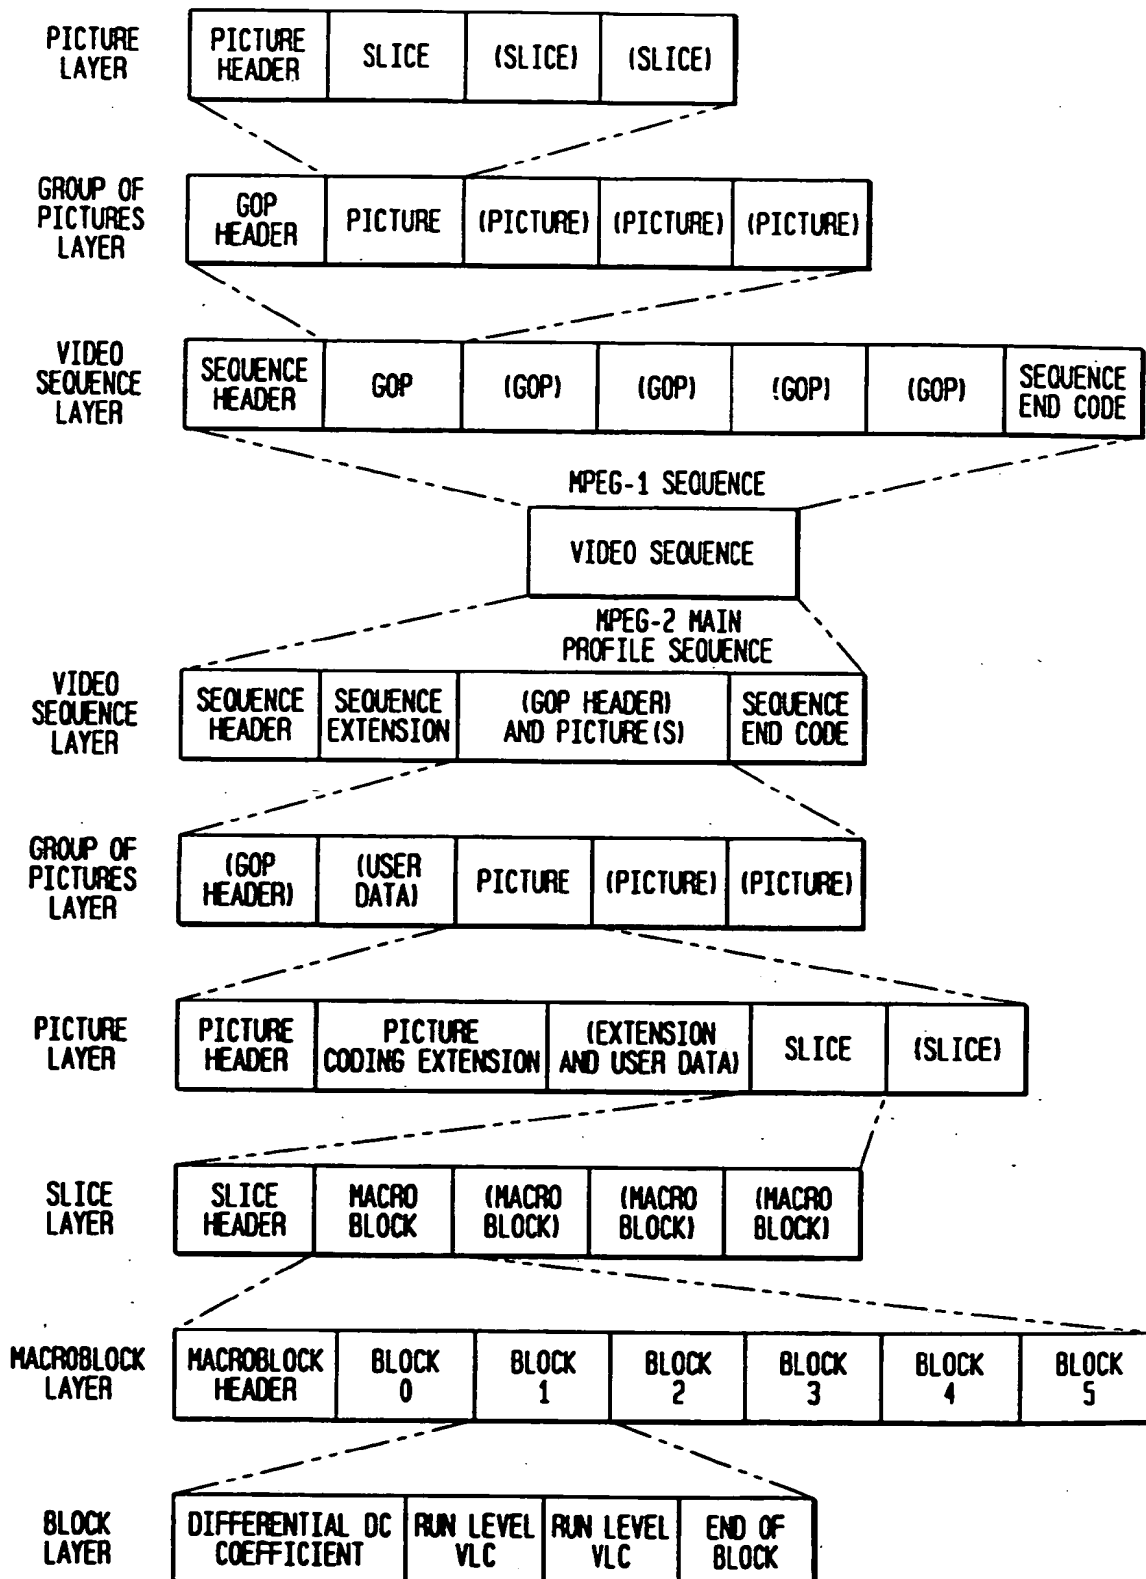 PICTURE LAYER
PICTURE HEADER
SLICE
(SLICE)
(SLICE)
GROUP OF PICTURES LAYER
GOP HEADER
PICTURE
(PICTURE)
(PICTURE)
(PICTURE)
VIDEO SEQUENCE LAYER
SEQUENCE HEADER
GOP
(GOP)
(GOP)
(GOP)
(GOP)
SEQUENCE END CODE
MPEG-1 SEQUENCE
VIDEO SEQUENCE
MPEG-2 MAIN
PROFILE SEQUENCE
VIDEO SEQUENCE LAYER
SEQUENCE HEADER
SEQUENCE EXTENSION
(GOP HEADER) AND PICTURE(S)
SEQUENCE END CODE
GROUP OF PICTURES LAYER
(GOP HEADER)
(USER DATA)
PICTURE
(PICTURE)
(PICTURE)
PICTURE LAYER
PICTURE HEADER
PICTURE CODING EXTENSION
(EXTENSION AND USER DATA)
SLICE
(SLICE)
SLICE LAYER
SLICE HEADER
MACRO BLOCK
(MACRO BLOCK)
(MACRO BLOCK)
(MACRO BLOCK)
MACROBLOCK LAYER
MACROBLOCK HEADER
BLOCK 0
BLOCK 1
BLOCK 2
BLOCK 3
BLOCK 4
BLOCK 5
BLOCK LAYER
DIFFERENTIAL DC COEFFICIENT
RUN LEVEL VLC
RUN LEVEL VLC
END OF BLOCK